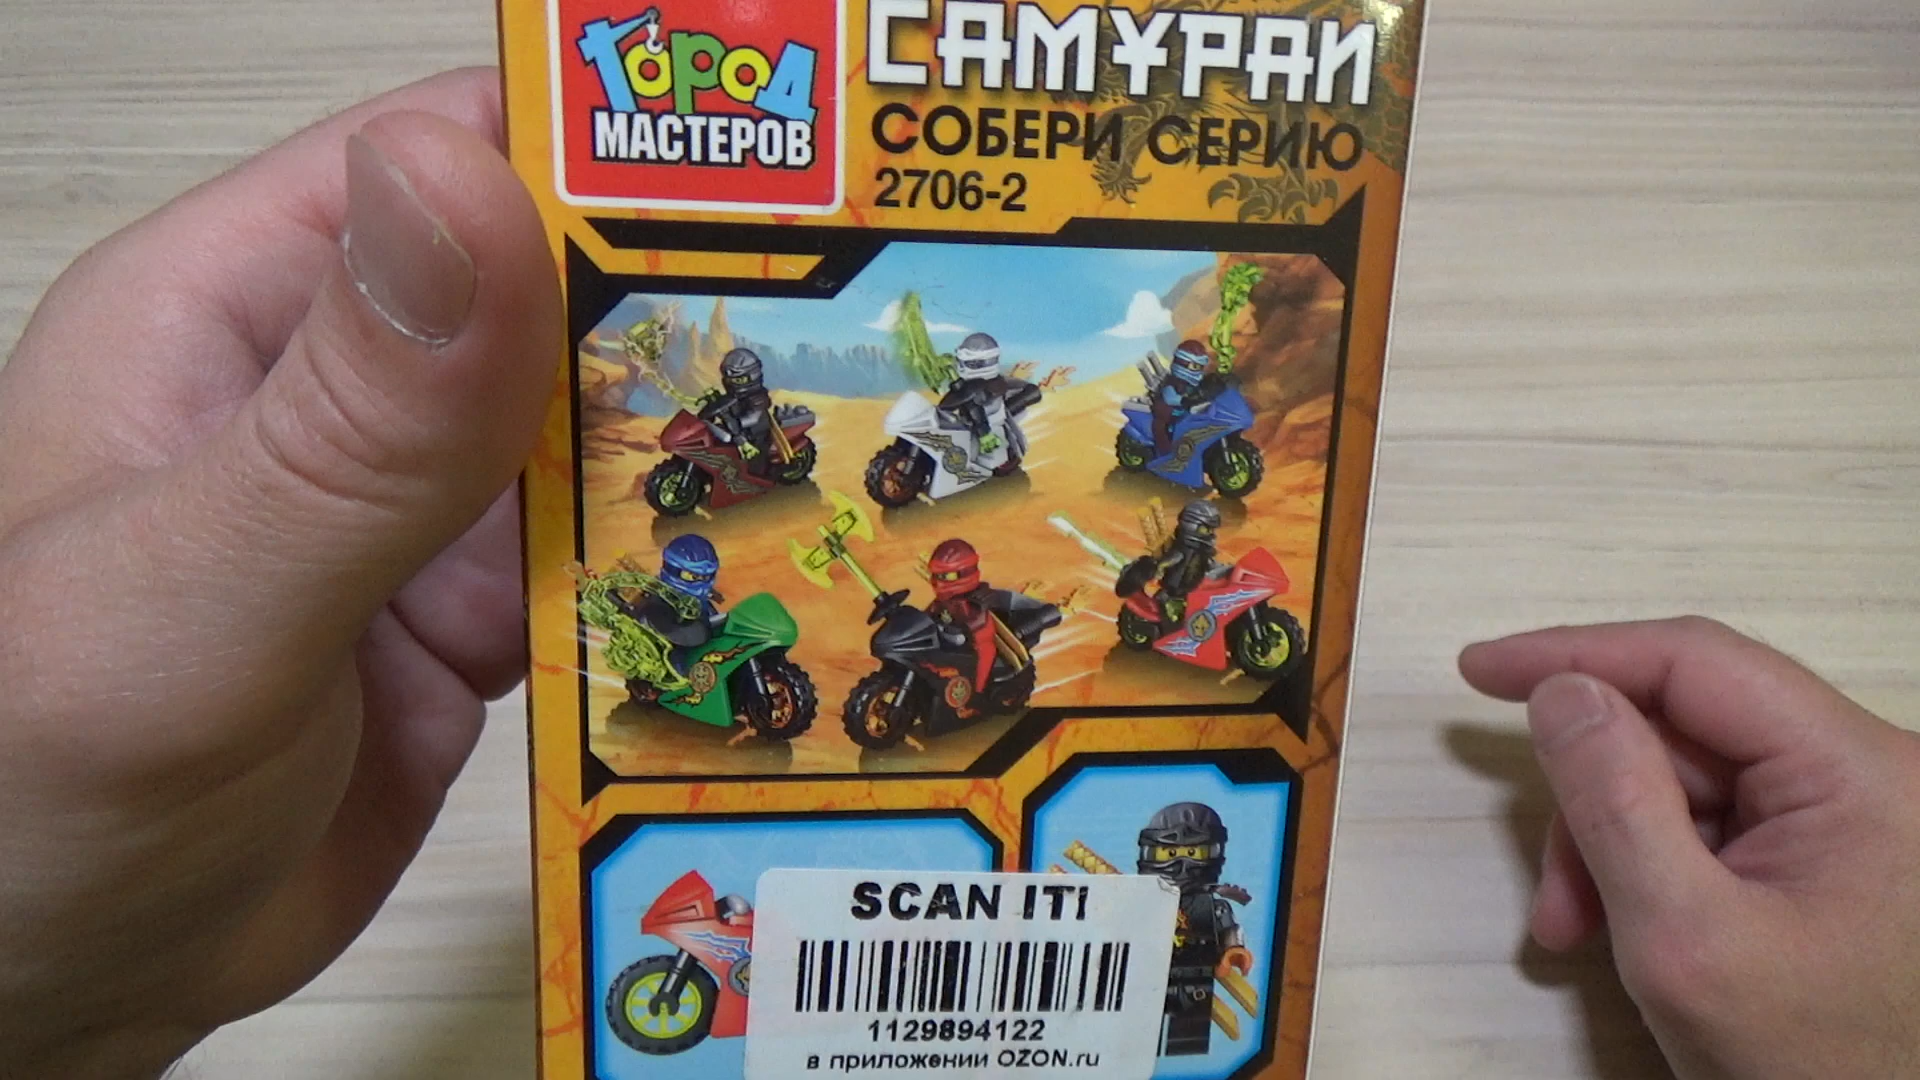 Город
МАСТЕРОВ
САМУРАИ
СОБЕРИ СЕРИЮ
2706-2
SCAN IT!
1129894122
в приложении OZON.ru